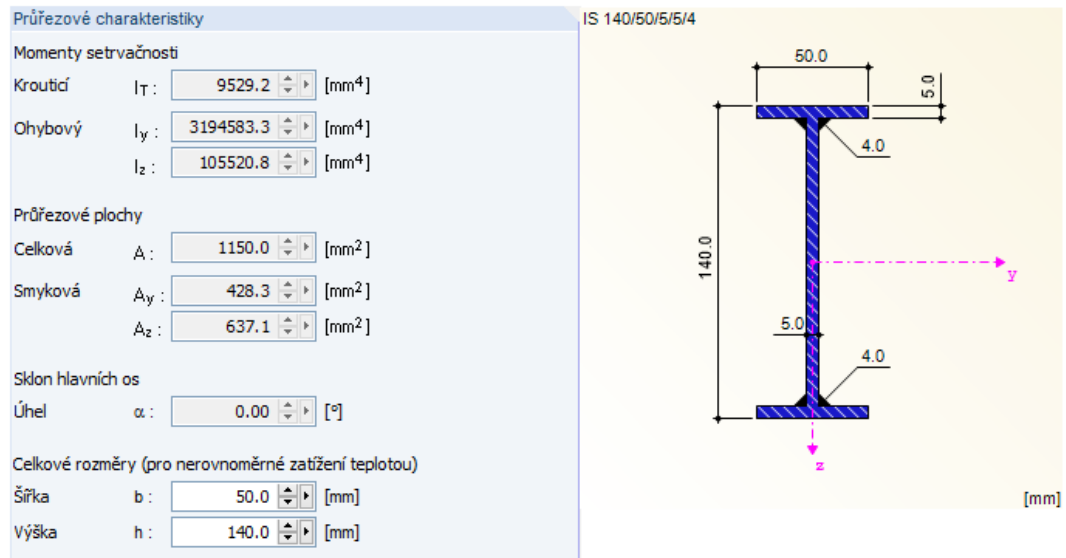 Průřezové charakteristiky
Momenty setrvačnosti
Krouticí IT : 9529.2 [mm4]
Ohybový Iy : 3194583.3 [mm4]
Iz : 105520.8 [mm4]
Průřezové plochy
Celková A : 1150.0 [mm2]
Smyková Ay : 428.3 [mm2]
Az : 637.1 [mm2]
Sklon hlavních os
Úhel α : 0.00 [°]
Celkové rozměry (pro nerovnoměrné zatížení teplotou)
Šířka b : 50.0 [mm]
Výška h : 140.0 [mm]
IS 140/50/5/5/4
50.0
5.0
4.0
140.0
y
5.0
4.0
z
[mm]